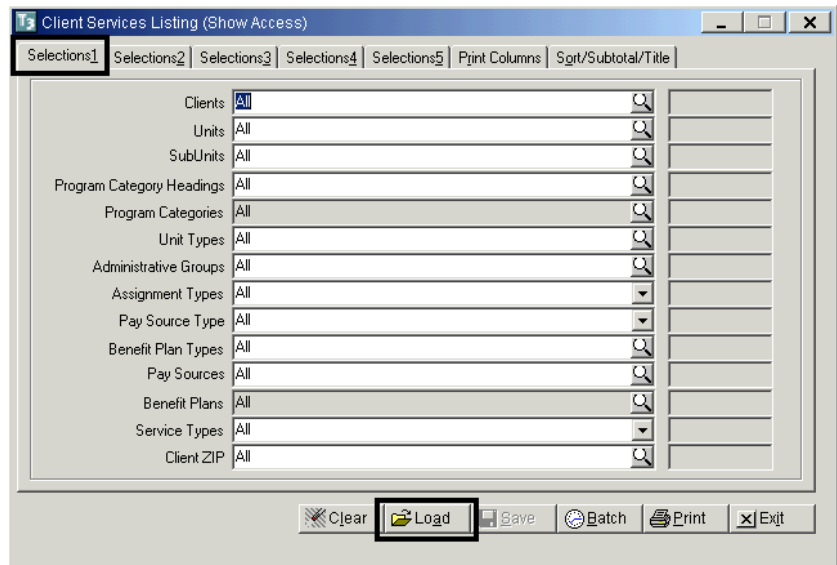 T3 Client Services Listing (Show Access)
Selections1 Selections2 Selections3 Selections4 Selections5 Print Columns Sort/Subtotal/Title
Clients All
Units All
SubUnits All
Program Category Headings All
Program Categories All
Unit Types All
Administrative Groups All
Assignment Types All
Pay Source Type All
Benefit Plan Types All
Pay Sources All
Benefit Plans All
Service Types All
Client ZIP All
Clear Load Save Batch Print Exit